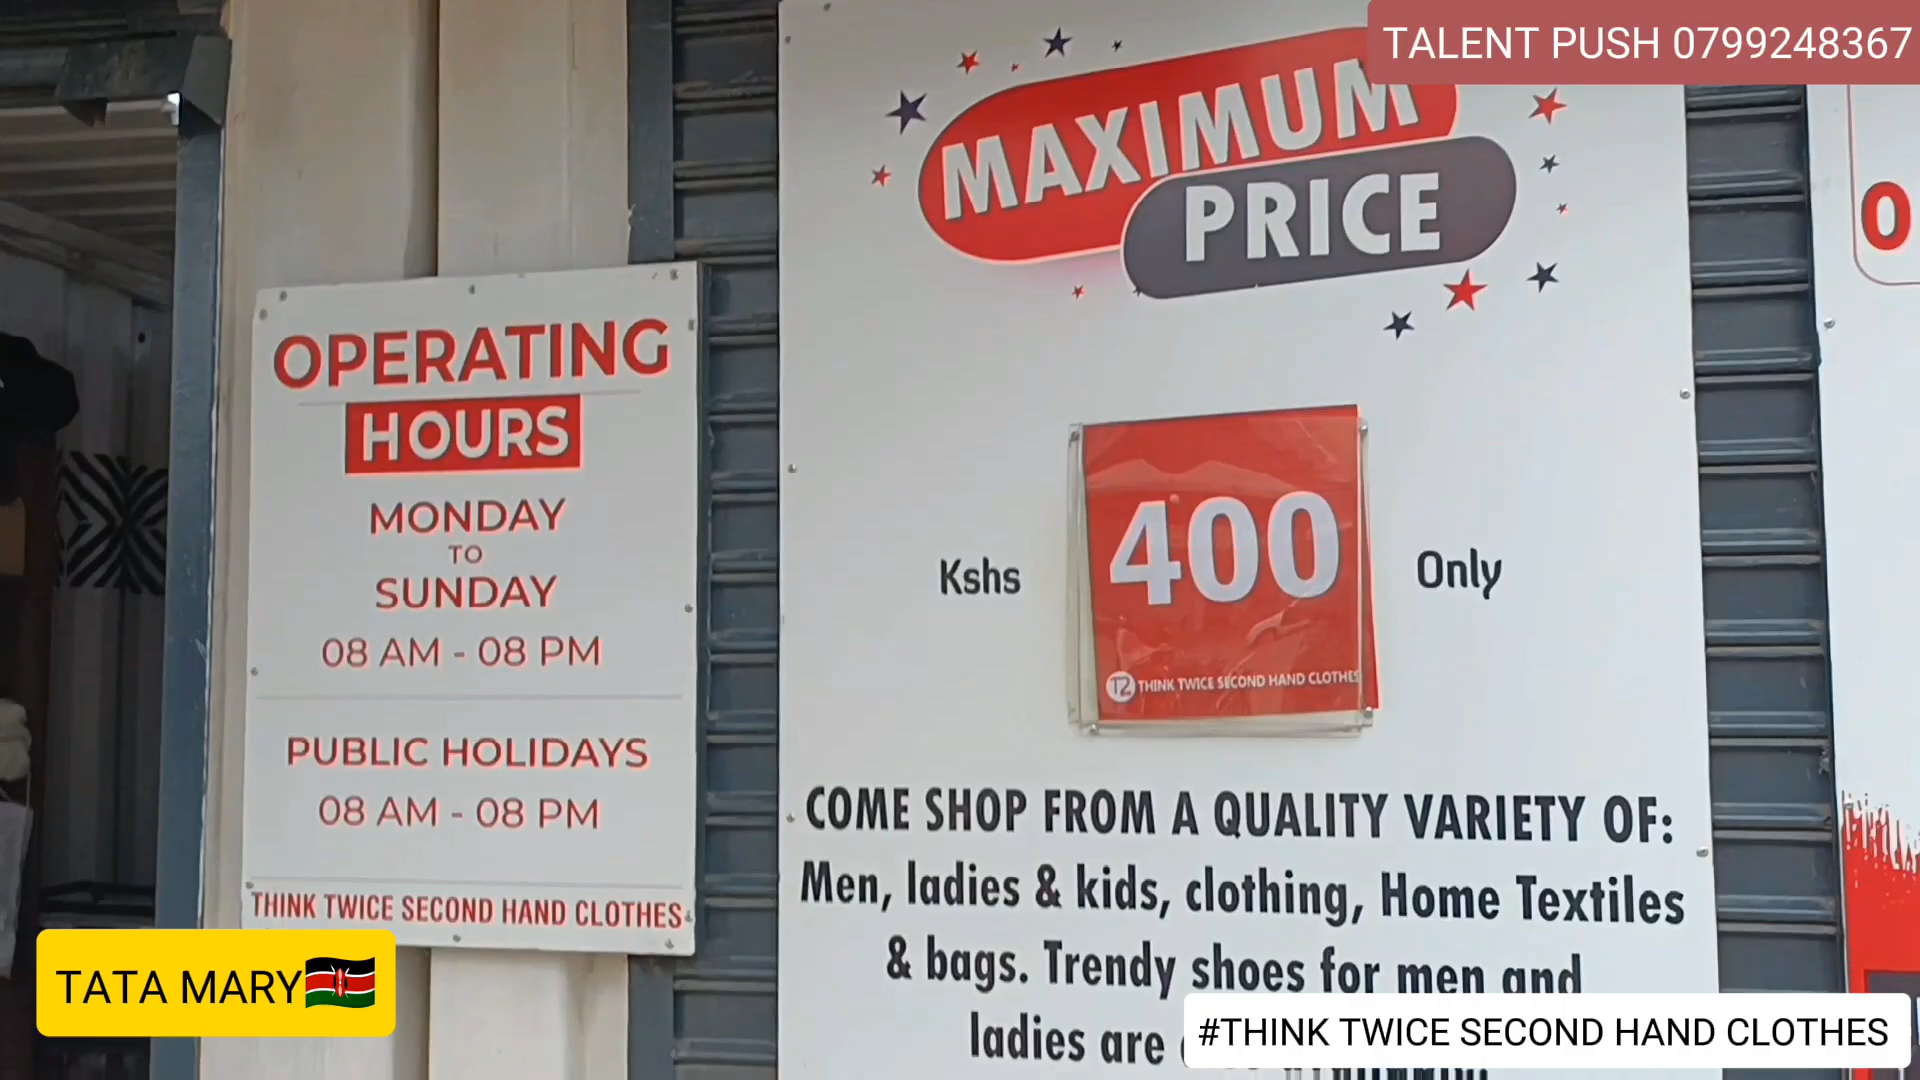 TALENT PUSH 0799248367
MAXIMUM
PRICE
O
OPERATING
HOURS
MONDAY
TO
SUNDAY
08 AM - 08 PM
PUBLIC HOLIDAYS
08 AM - 08 PM
THINK TWICE SECOND HAND CLOTHES
Kshs
400
Only
T2 THINK TWICE SECOND HAND CLOTHES
COME SHOP FROM A QUALITY VARIETY OF:
Men, ladies & kids, clothing, Home Textiles
& bags. Trendy shoes for men and
ladies are
TATA MARY🇰🇪
#THINK TWICE SECOND HAND CLOTHES